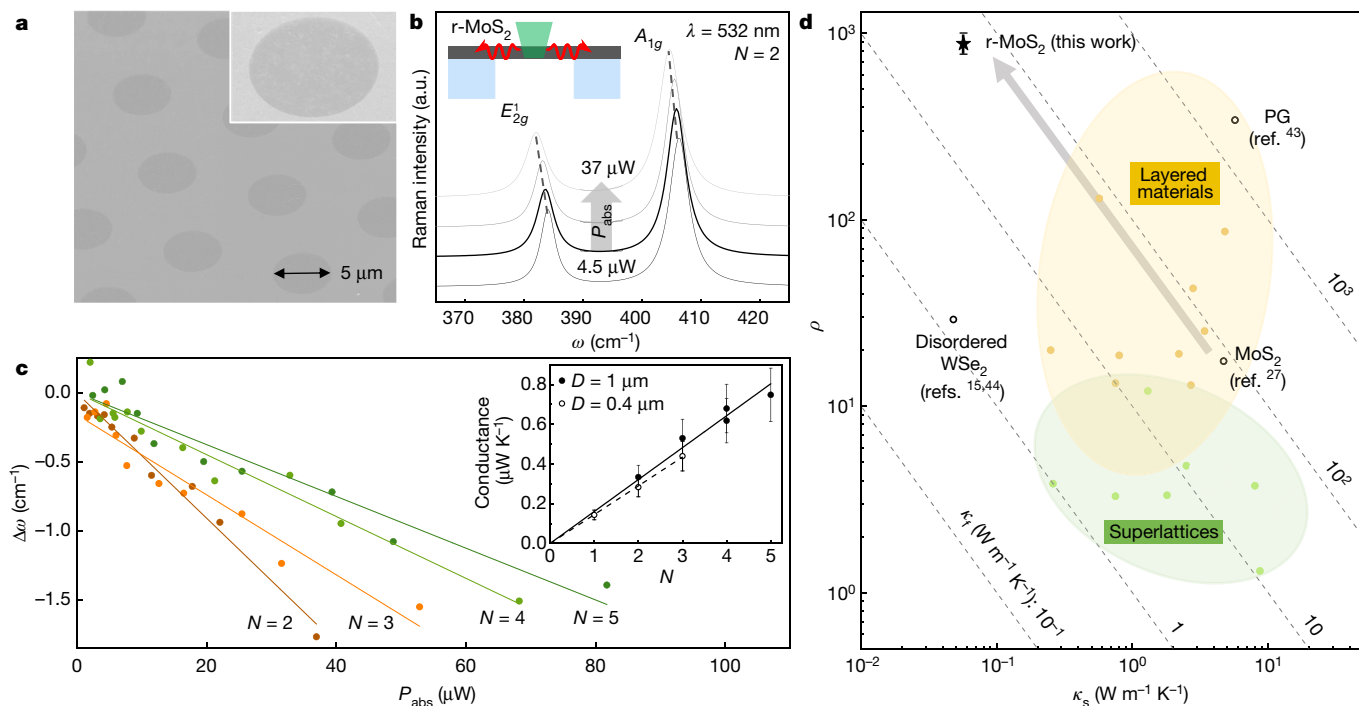 a
5 μm
b
r-MoS2
λ = 532 nm
N = 2
A1g
E12g
37 μW
Pabs
4.5 μW
Raman intensity (a.u.)
370 380 390 400 410 420
ω (cm−1)
c
0.0
−0.5
−1.0
−1.5
Δω (cm−1)
N = 2
N = 3
N = 4
N = 5
0 20 40 60 80 100
Pabs (μW)
D = 1 μm
D = 0.4 μm
Conductance
(μW K−1)
0.8
0.6
0.4
0.2
0.0
0 1 2 3 4 5
N
d
103
102
101
100
ρ
r-MoS2 (this work)
PG
(ref. 43)
Layered
materials
103
Disordered
WSe2
(refs. 15,44)
MoS2
(ref. 27)
102
Superlattices
κf (W m−1 K−1): 10−1
1
10
10−2 10−1 100 101
κs (W m−1 K−1)